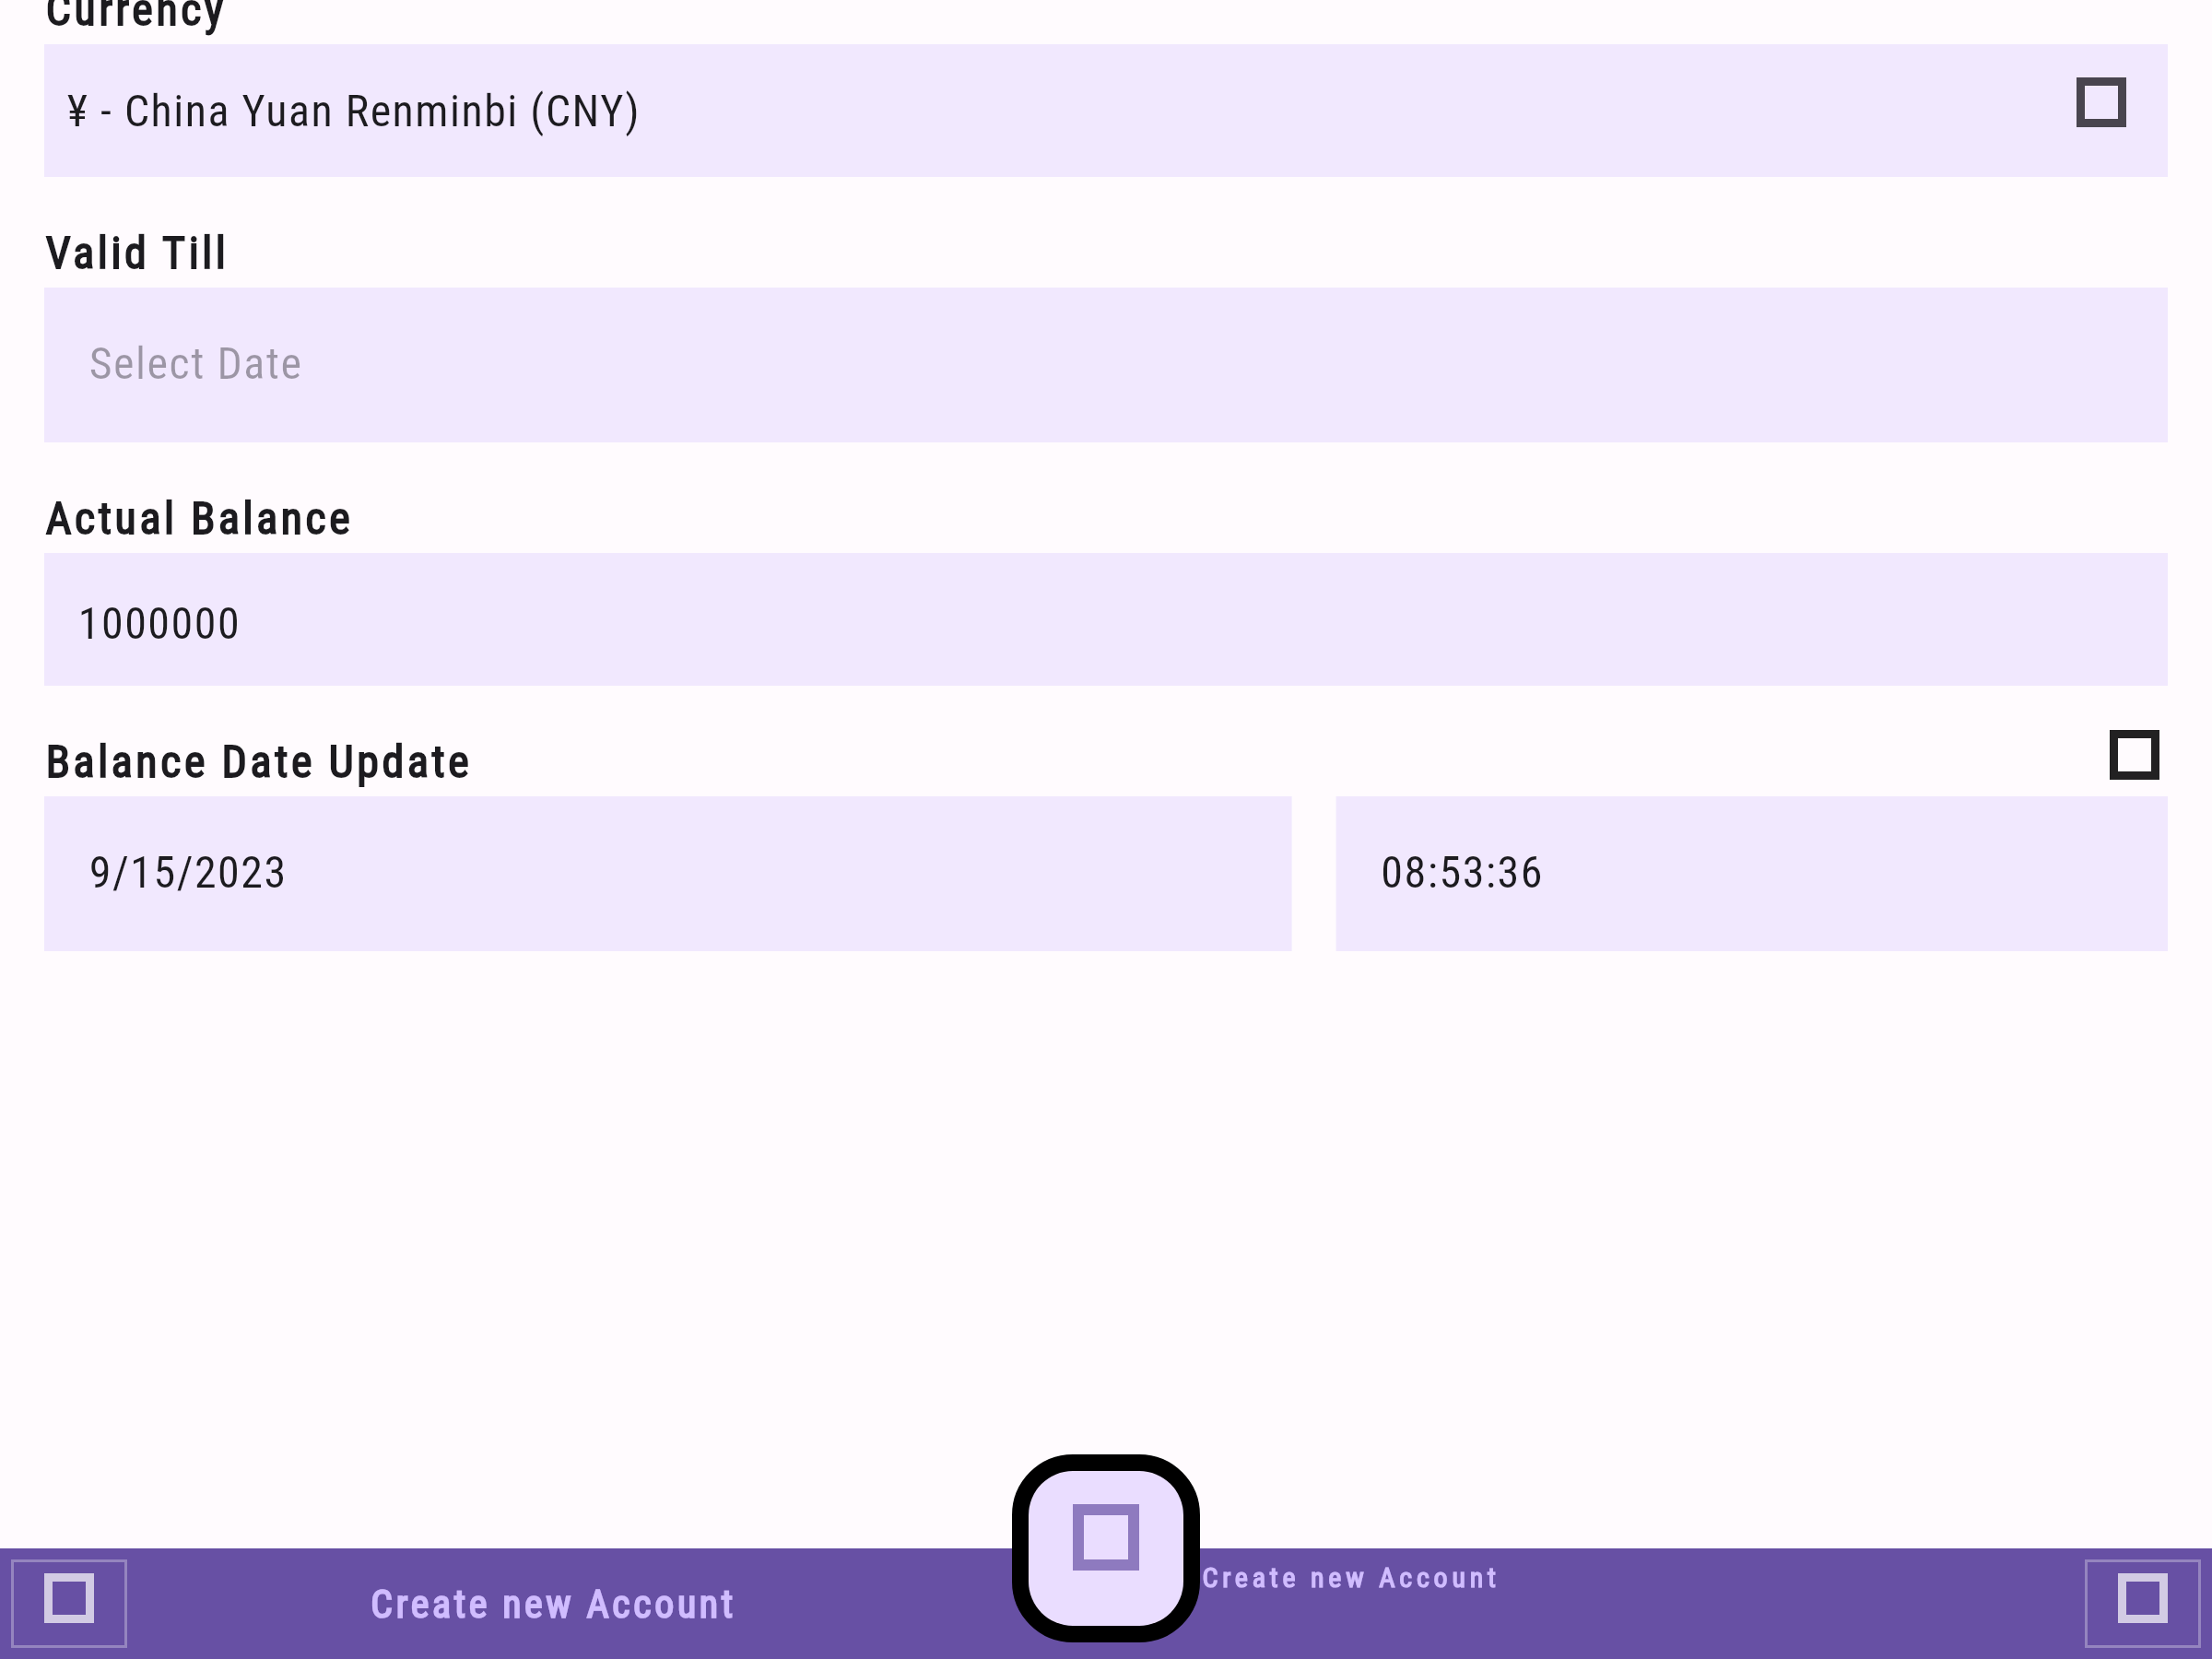 Currency
¥ - China Yuan Renminbi (CNY)
Valid Till
Select Date
Actual Balance
1000000
Balance Date Update
9/15/2023
08:53:36
Create new Account
Create new Account